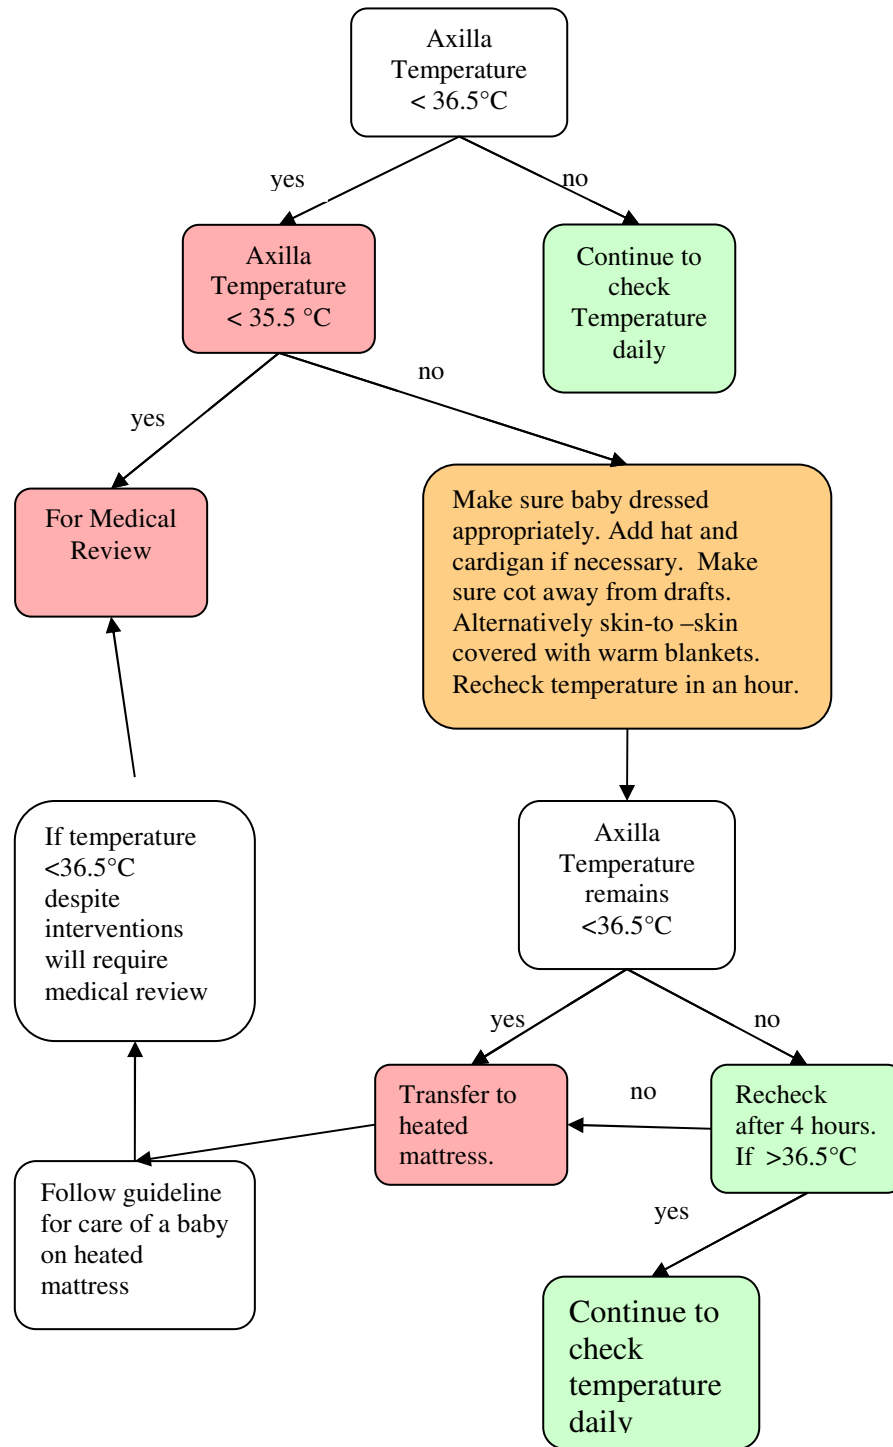 Axilla
Temperature
< 36.5°C
yes
no
Axilla
Temperature
< 35.5 °C
Continue to
check
Temperature
daily
yes
no
For Medical
Review
Make sure baby dressed
appropriately. Add hat and
cardigan if necessary.  Make
sure cot away from drafts.
Alternatively skin-to –skin
covered with warm blankets.
Recheck temperature in an hour.
If temperature
<36.5°C
despite
interventions
will require
medical review
Axilla
Temperature
remains
<36.5°C
yes
no
Transfer to
heated
mattress.
no
Recheck
after 4 hours.
If  >36.5°C
Follow guideline
for care of a baby
on heated
mattress
yes
Continue to
check
temperature
daily